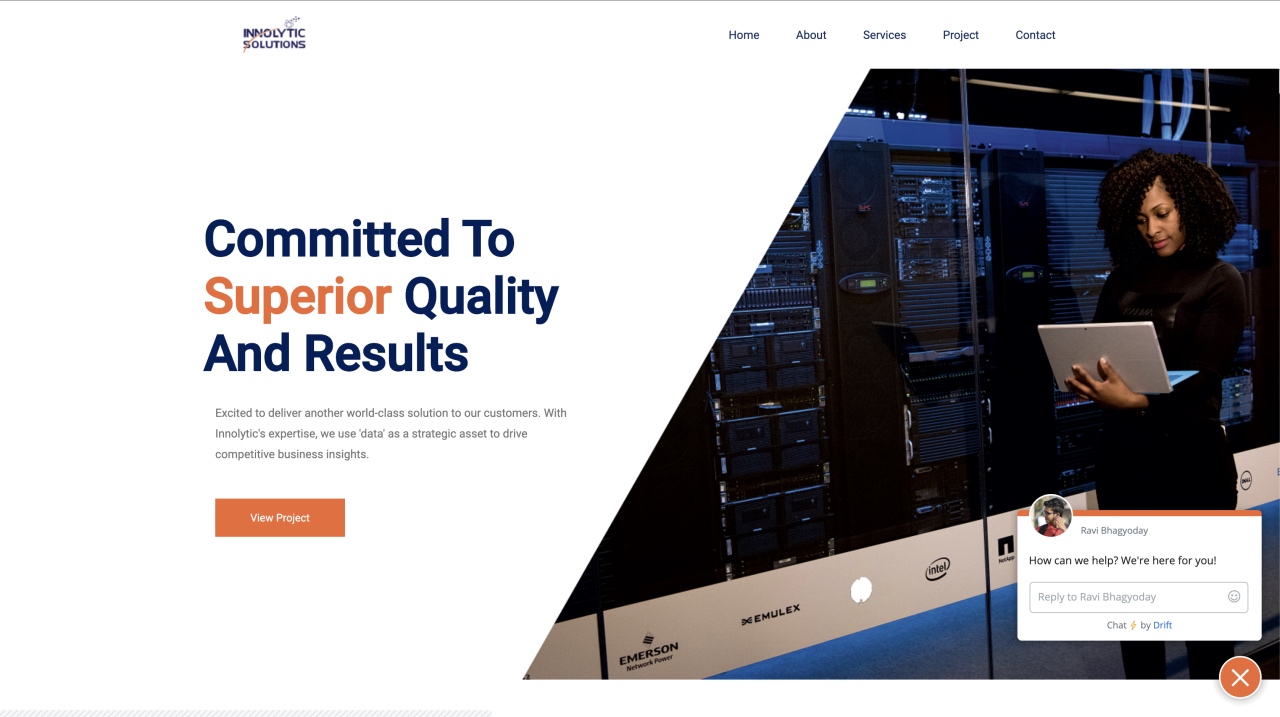 INNOLYTIC
SOLUTIONS
Home
About
Services
Project
Contact
Committed To
Superior Quality
And Results
Excited to deliver another world-class solution to our customers. With
Innolytic's expertise, we use 'data' as a strategic asset to drive
competitive business insights.
View Project
DELL
intel
NetApp
EMULEX
EMERSON
Network Power
Ravi Bhagyoday
How can we help? We're here for you!
Reply to Ravi Bhagyoday
Chat ⚡ by Drift